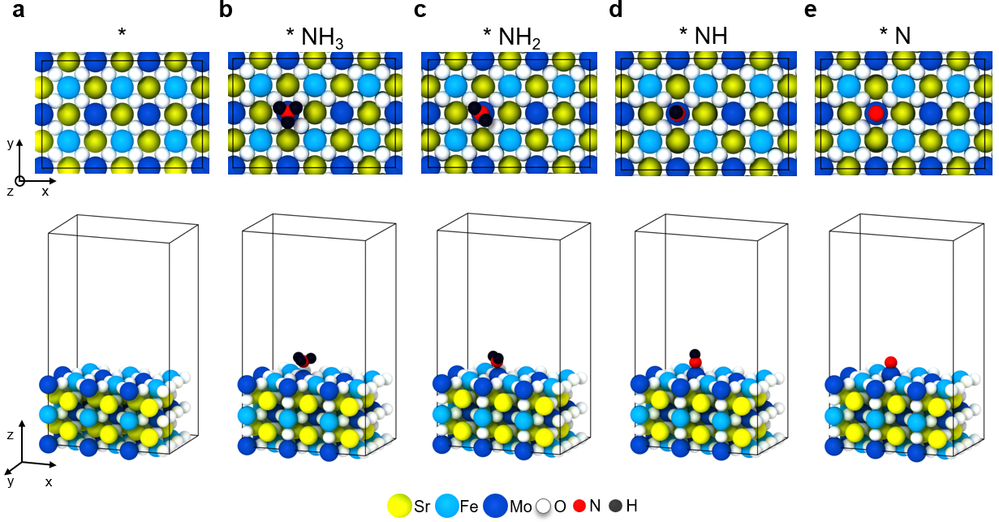 a b c d e
* * NH₃ * NH₂ * NH * N
y
z x
z
y x
Sr Fe Mo O N H